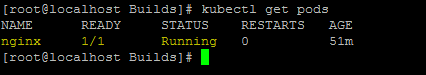 [root@localhost Builds]# kubectl get pods
NAME READY STATUS RESTARTS AGE
nginx 1/1 Running 0 51m
[root@localhost Builds]#